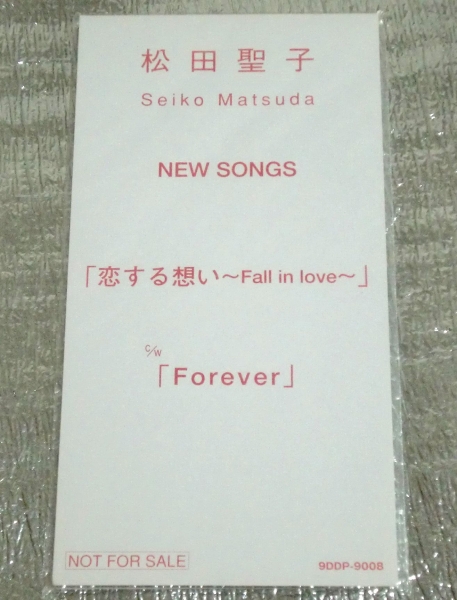 松田聖子
Seiko Matsuda
NEW SONGS
「恋する想い～Fall in love～」
c/w
「Forever」
NOT FOR SALE
9DDP-9008